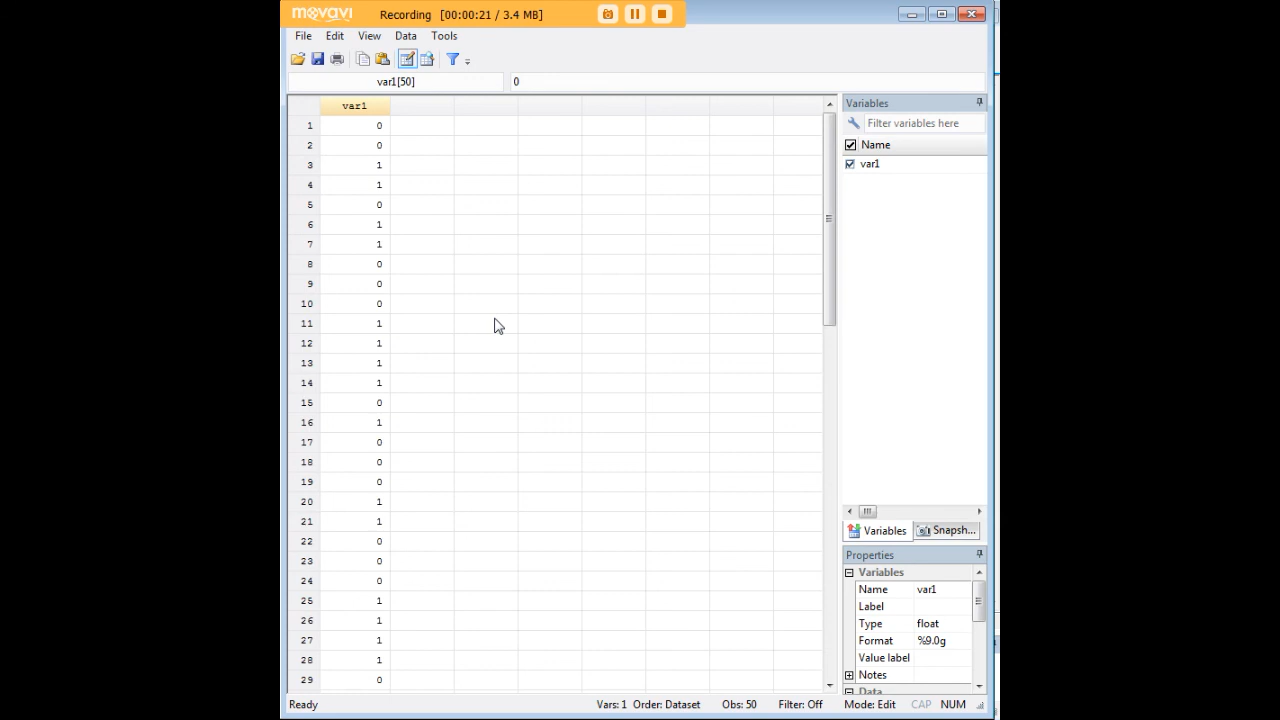 movavi Recording [00:00:21 / 3.4 MB]
File Edit View Data Tools
var1[50] 0
var1
1 0
2 0
3 1
4 1
5 0
6 1
7 1
8 0
9 0
10 0
11 1
12 1
13 1
14 1
15 0
16 1
17 0
18 0
19 0
20 1
21 1
22 0
23 0
24 0
25 1
26 1
27 1
28 1
29 0
Variables
Filter variables here
Name
var1
Variables Snapsh...
Properties
Variables
Name var1
Label
Type float
Format %9.0g
Value label
Notes
Data
Ready Vars: 1 Order: Dataset Obs: 50 Filter: Off Mode: Edit CAP NUM